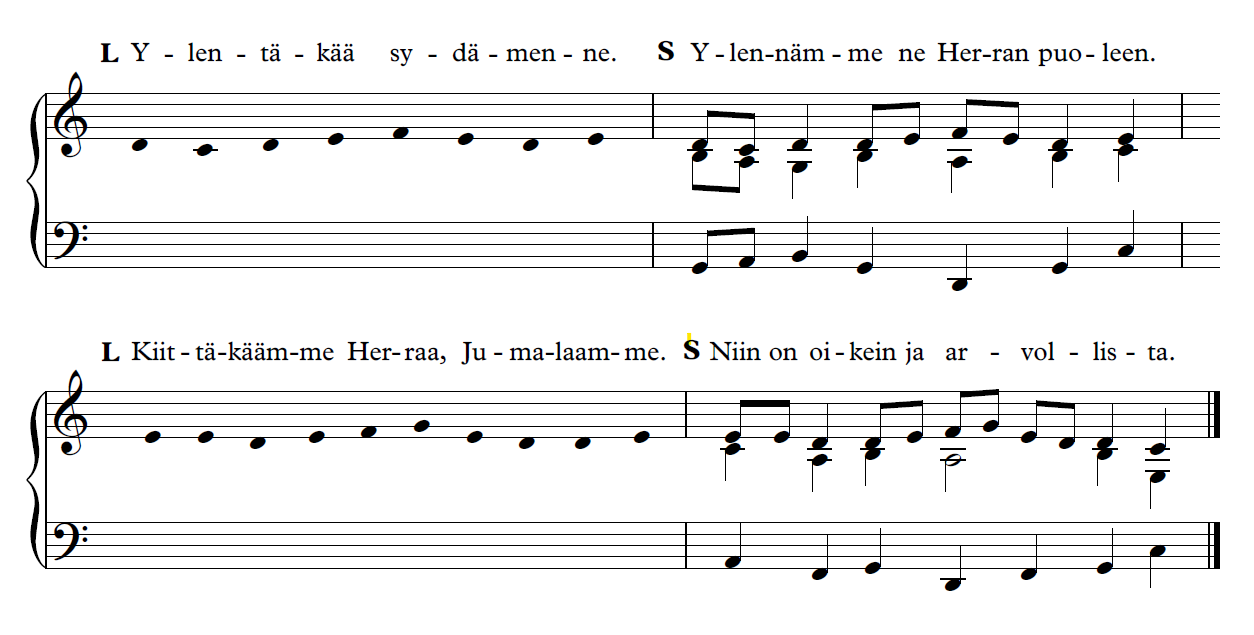 L Y - len - tä - kää sy - dä - men - ne. S Y - len-näm - me ne Her-ran puo - leen.
L Kiit - tä-kääm-me Her-raa, Ju - ma-laam-me. S Niin on oi - kein ja ar - vol - lis - ta.